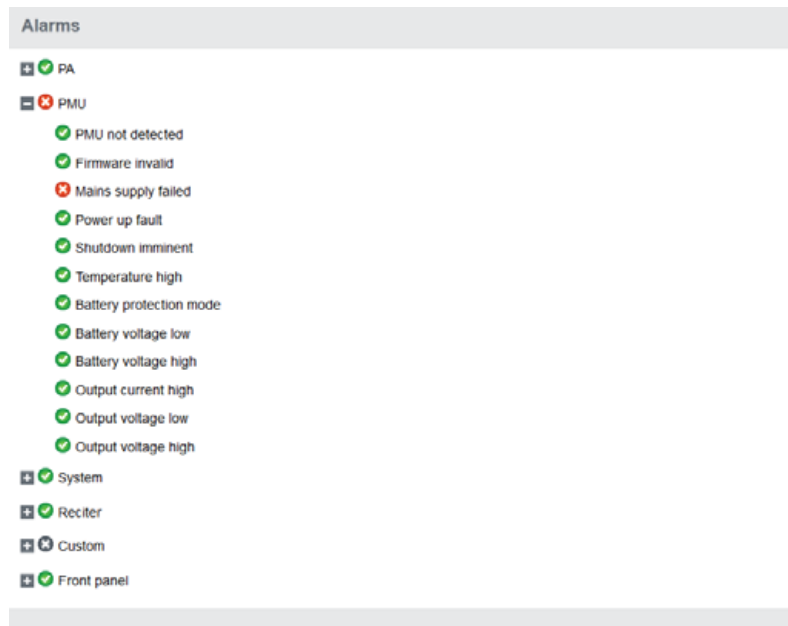 Alarms
PA
PMU
PMU not detected
Firmware invalid
Mains supply failed
Power up fault
Shutdown imminent
Temperature high
Battery protection mode
Battery voltage low
Battery voltage high
Output current high
Output voltage low
Output voltage high
System
Reciter
Custom
Front panel